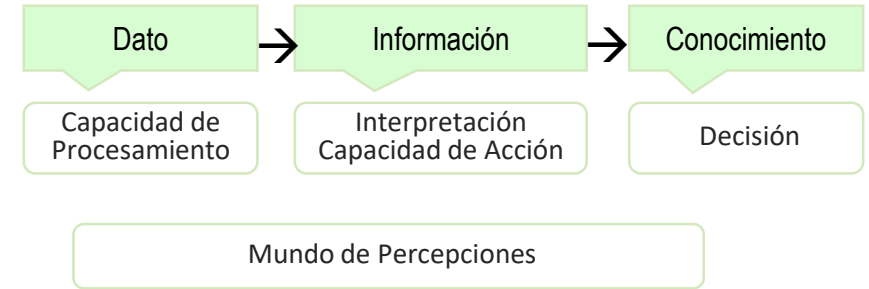 Dato → Información → Conocimiento
Capacidad de
Procesamiento
Interpretación
Capacidad de Acción
Decisión
Mundo de Percepciones